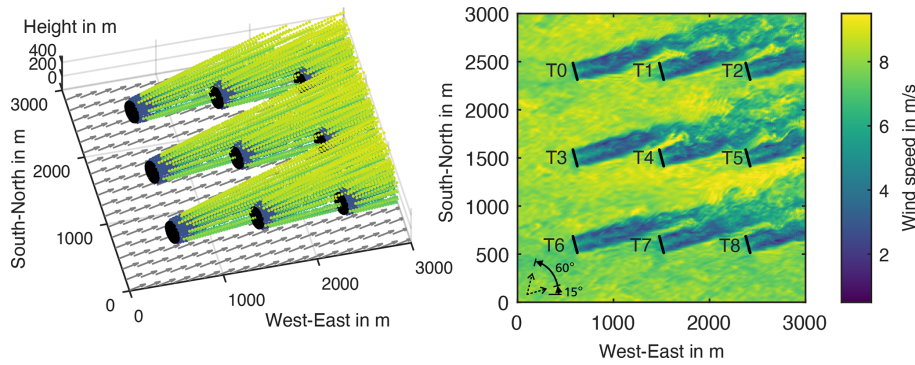 Height in m
400
200
0
3000
2000
1000
0
South-North in m
0
1000
2000
3000
West-East in m
3000
2500
2000
1500
1000
500
0
South-North in m
T0 T1 T2
T3 T4 T5
T6 T7 T8
60°
15°
0 1000 2000 3000
West-East in m
8
6
4
2
Wind speed in m/s